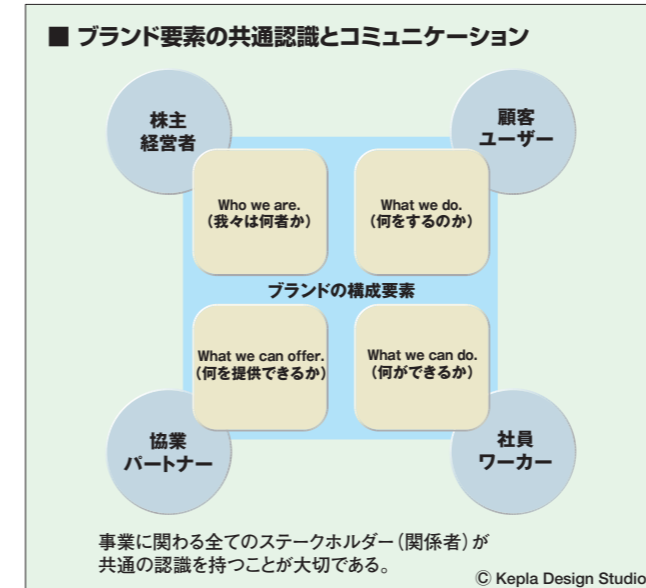 ■ ブランド要素の共通認識とコミュニケーション
株主
経営者
顧客
ユーザー
Who we are.
(我々は何者か)
What we do.
(何をするのか)
ブランドの構成要素
What we can offer.
(何を提供できるか)
What we can do.
(何ができるか)
協業
パートナー
社員
ワーカー
事業に関わる全てのステークホルダー(関係者)が
共通の認識を持つことが大切である。
© Kepla Design Studio